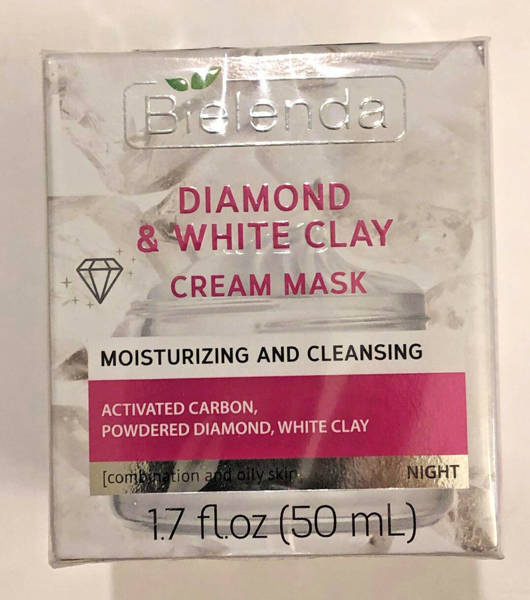 Bielenda
DIAMOND
& WHITE CLAY
CREAM MASK
MOISTURIZING AND CLEANSING
ACTIVATED CARBON,
POWDERED DIAMOND, WHITE CLAY
[combination and oily skin]
NIGHT
1.7 fl.oz (50 mL)